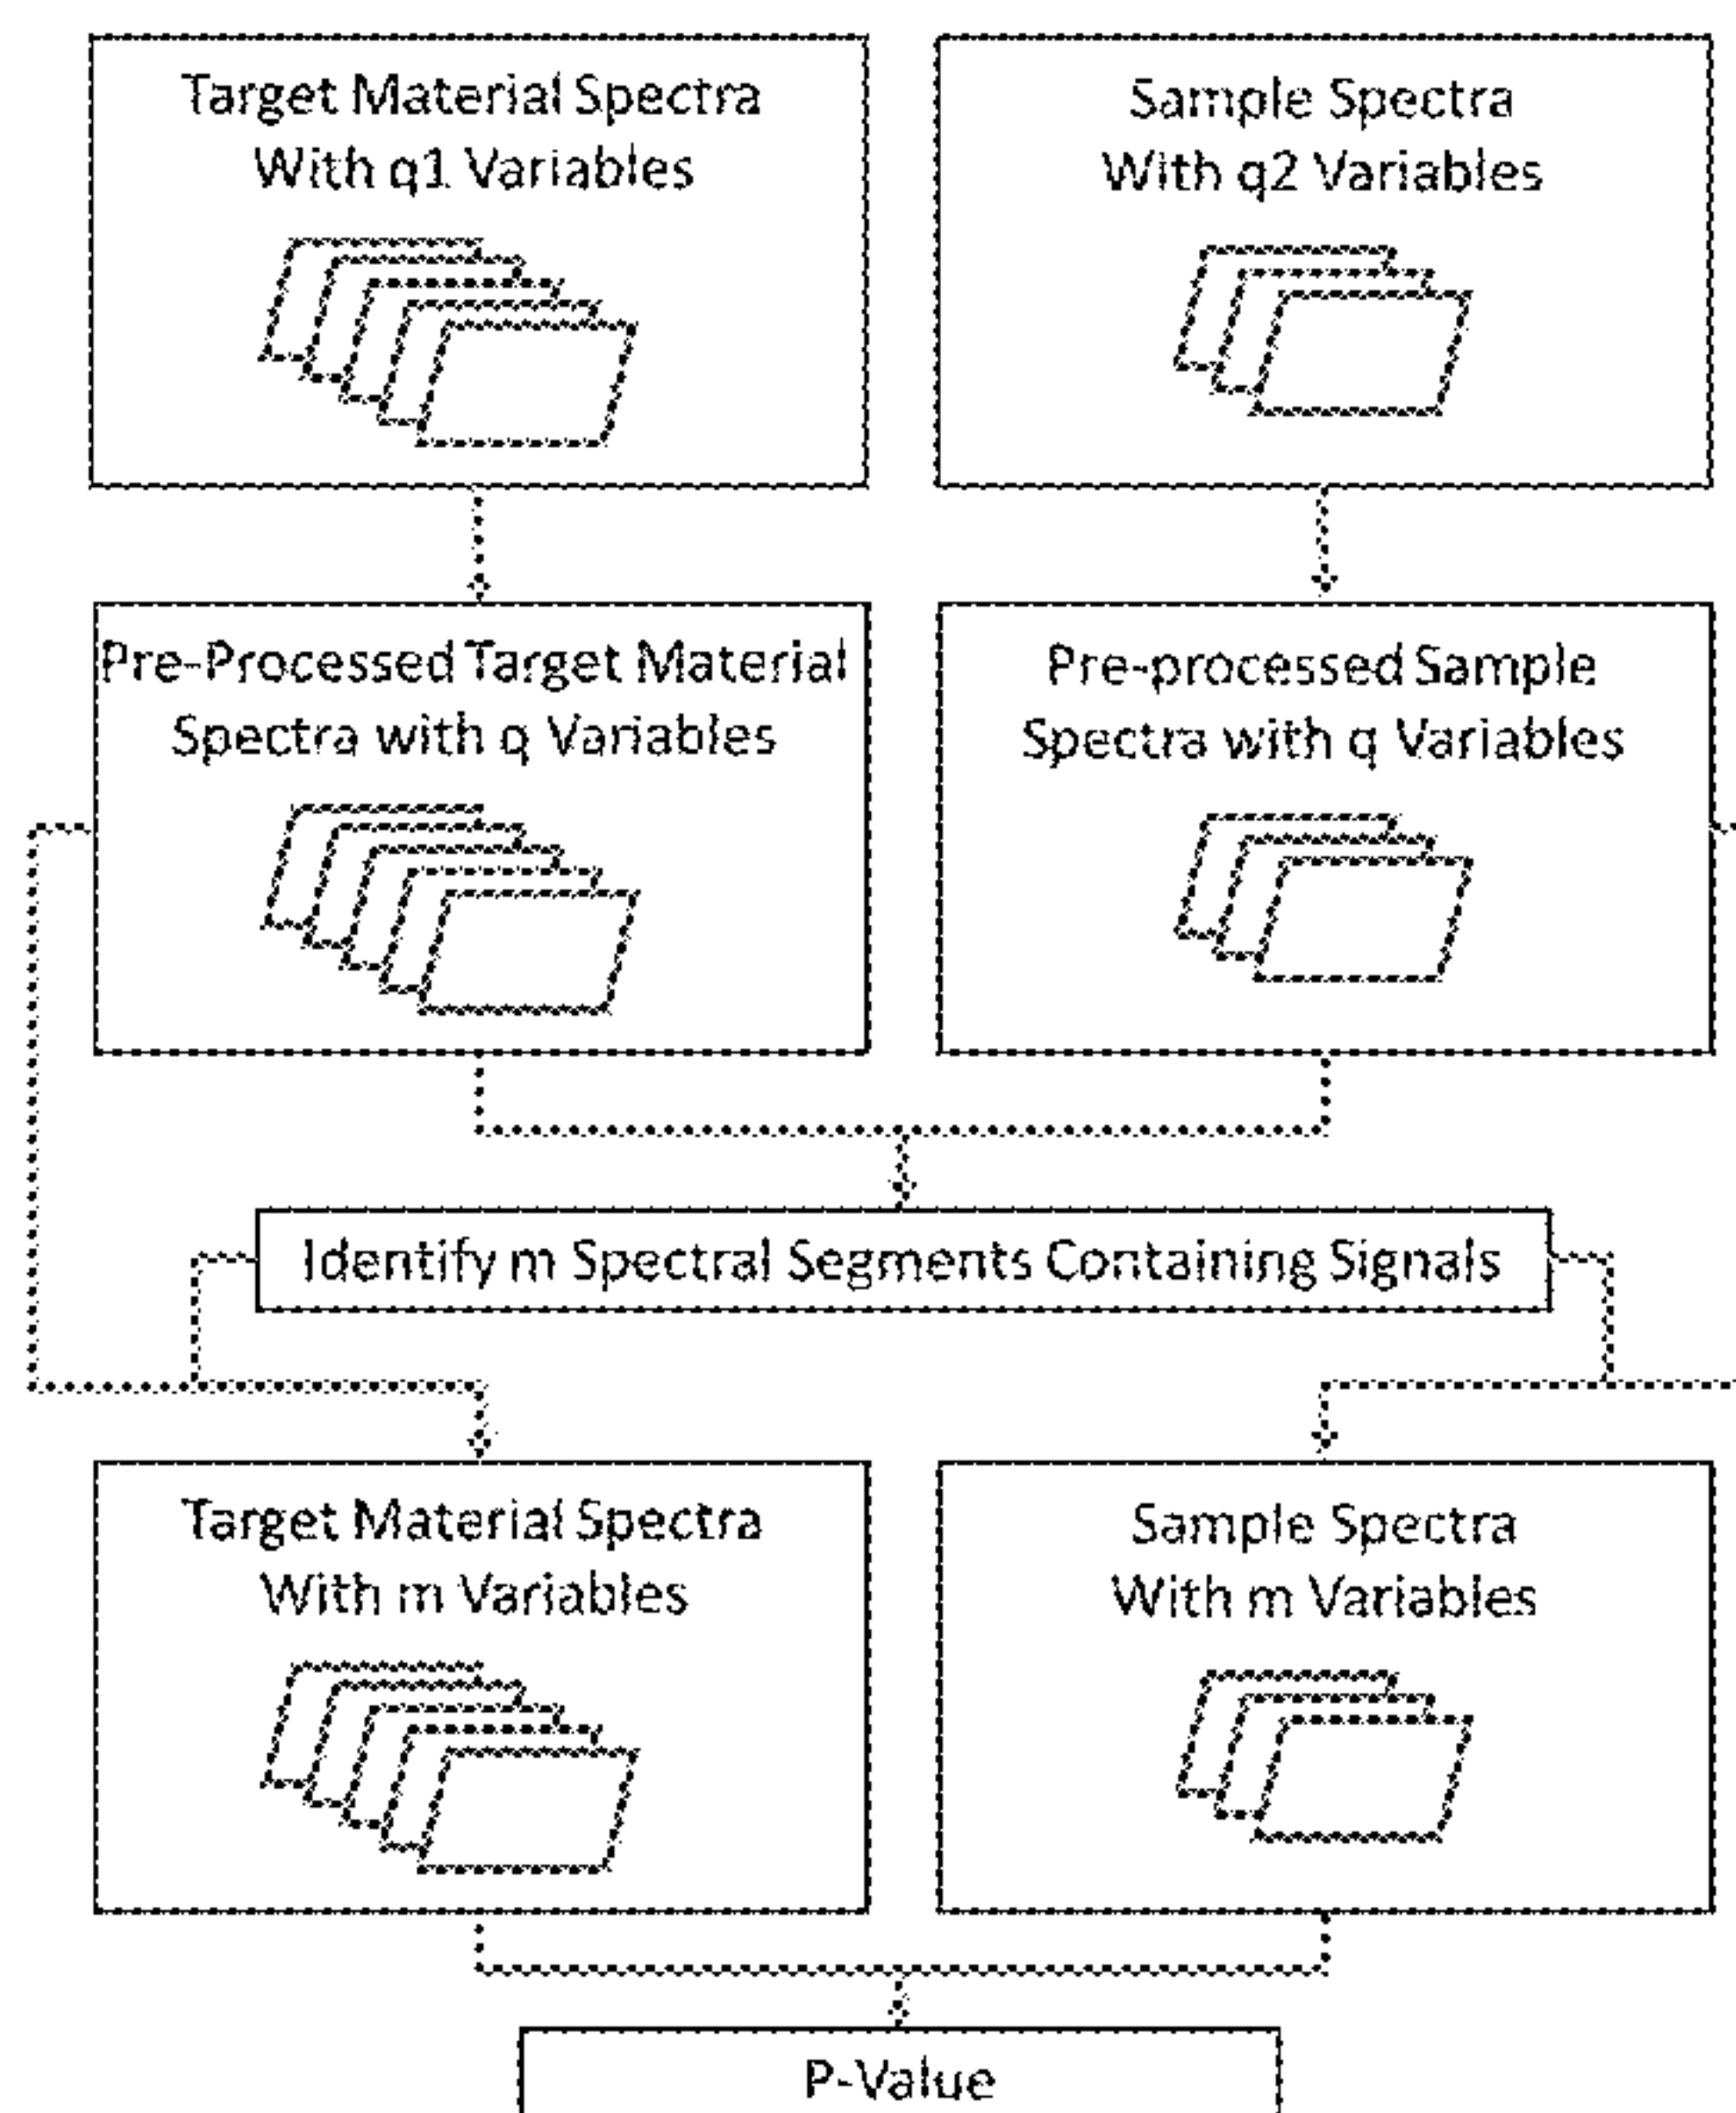 Target Material Spectra
With q1 Variables
Sample Spectra
With q2 Variables
Pre-Processed Target Material
Spectra with q Variables
Pre-processed Sample
Spectra with q Variables
Identify m Spectral Segments Containing Signals
Target Material Spectra
With m Variables
Sample Spectra
With m Variables
P-Value